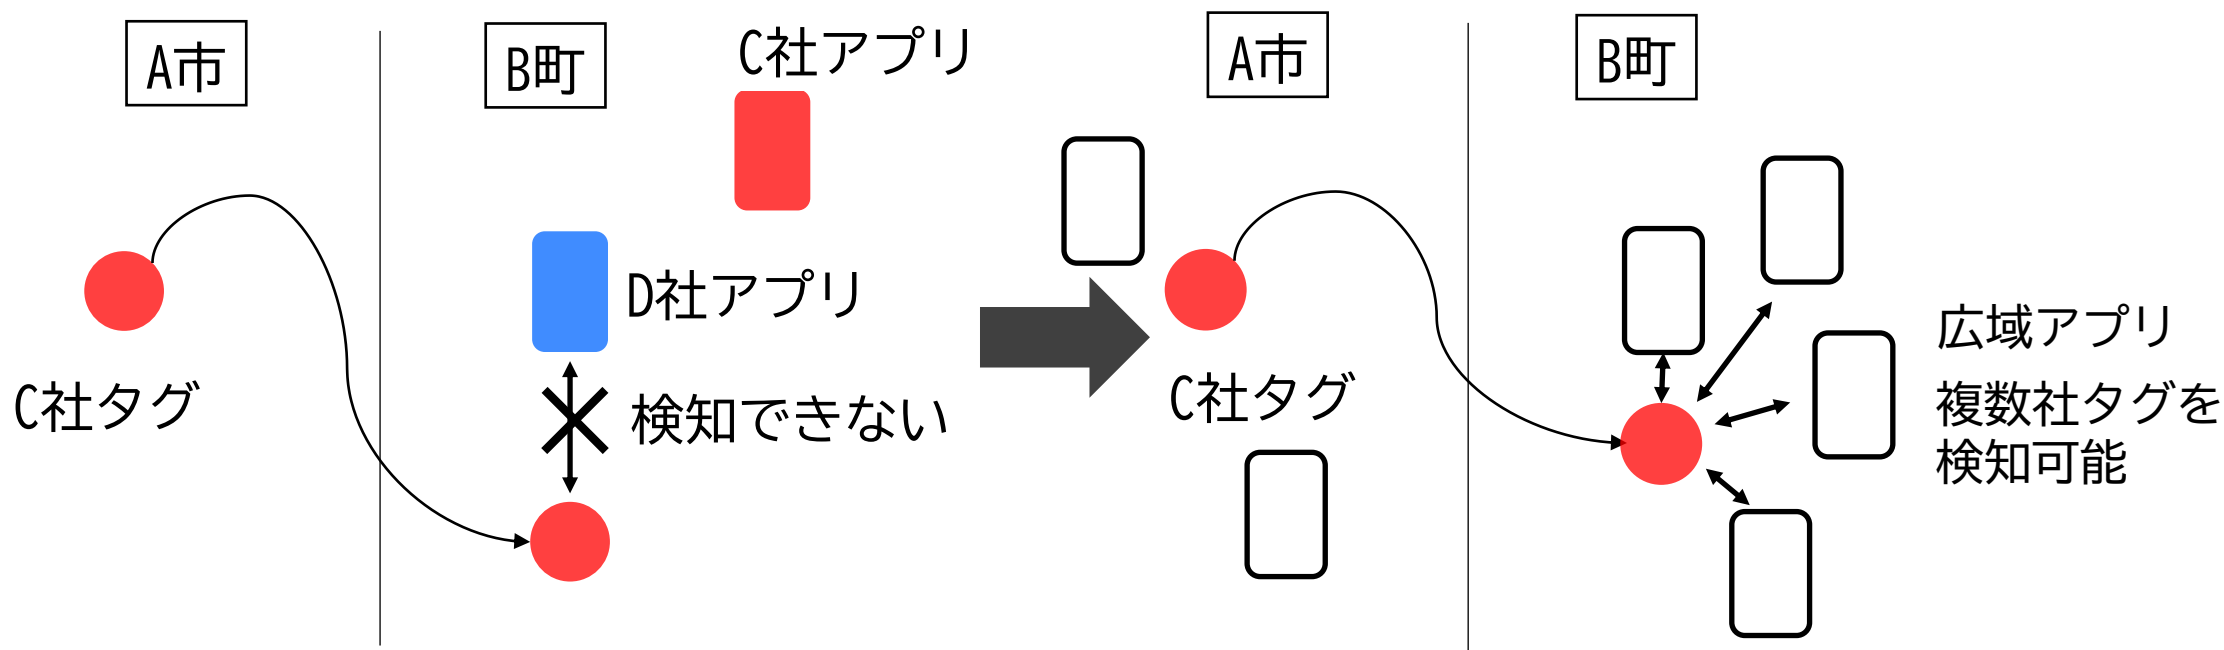 A市
B町
C社アプリ
D社アプリ
C社タグ
検知できない
A市
B町
C社タグ
広域アプリ
複数社タグを
検知可能